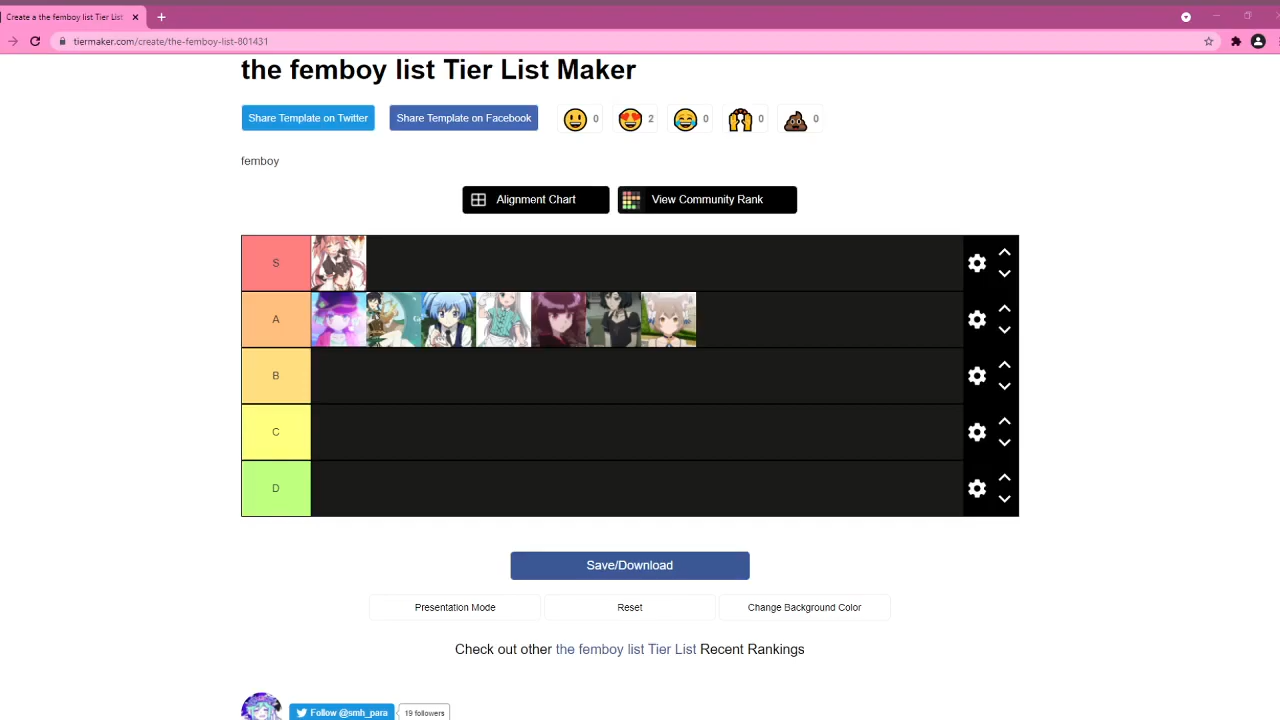 Create a the femboy list Tier List
tiermaker.com/create/the-femboy-list-801431
the femboy list Tier List Maker
Share Template on Twitter Share Template on Facebook 0 2 0 0 0
femboy
Alignment Chart View Community Rank
S
A
B
C
D
Save/Download
Presentation Mode Reset Change Background Color
Check out other the femboy list Tier List Recent Rankings
Follow @smh_para 19 followers